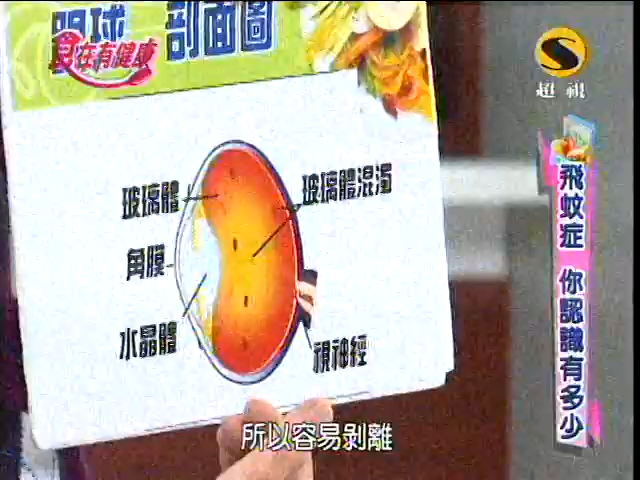 眼球 剖面圖
食在有健康
S
超視
玻璃體
玻璃體混濁
角膜
水晶體
視神經
飛蚊症 你認識有多少
所以容易剝離